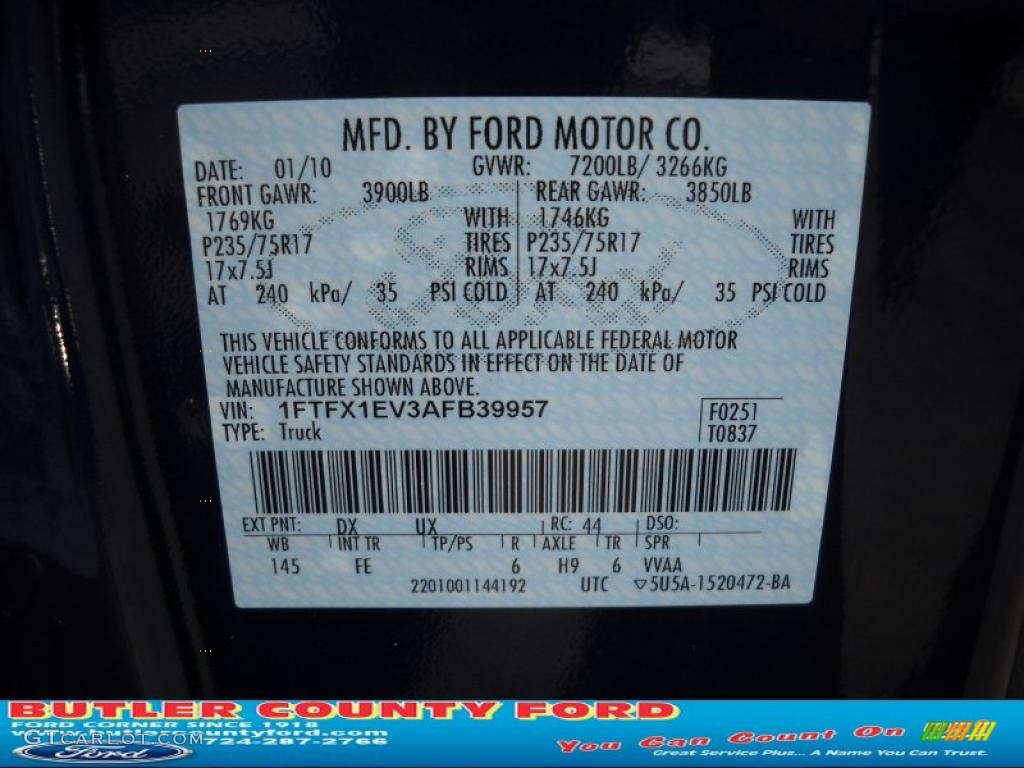 MFD. BY FORD MOTOR CO.
DATE: 01/10 GVWR: 7200LB/ 3266KG
FRONT GAWR: 3900LB REAR GAWR: 3850LB
1769KG WITH 1746KG WITH
P235/75R17 TIRES P235/75R17 TIRES
17x7.5J RIMS 17x7.5J RIMS
AT 240 kPa/ 35 PSI COLD AT 240 kPa/ 35 PSI COLD
THIS VEHICLE CONFORMS TO ALL APPLICABLE FEDERAL MOTOR
VEHICLE SAFETY STANDARDS IN EFFECT ON THE DATE OF
MANUFACTURE SHOWN ABOVE.
VIN: 1FTFX1EV3AFB39957 F0251
TYPE: Truck T0837
EXT PNT: DX UX RC: 44 DSO:
WB INT TR TP/PS R AXLE TR SPR
145 FE 6 H9 6 VVAA
2201001144192 UTC ▽5U5A-1520472-BA
BUTLER COUNTY FORD
FORD CORNER SINCE 1918
GTCarLot.com
724-287-2766
Ford
You Can Count On
Great Selection, Great Service... A Name You Can Trust.